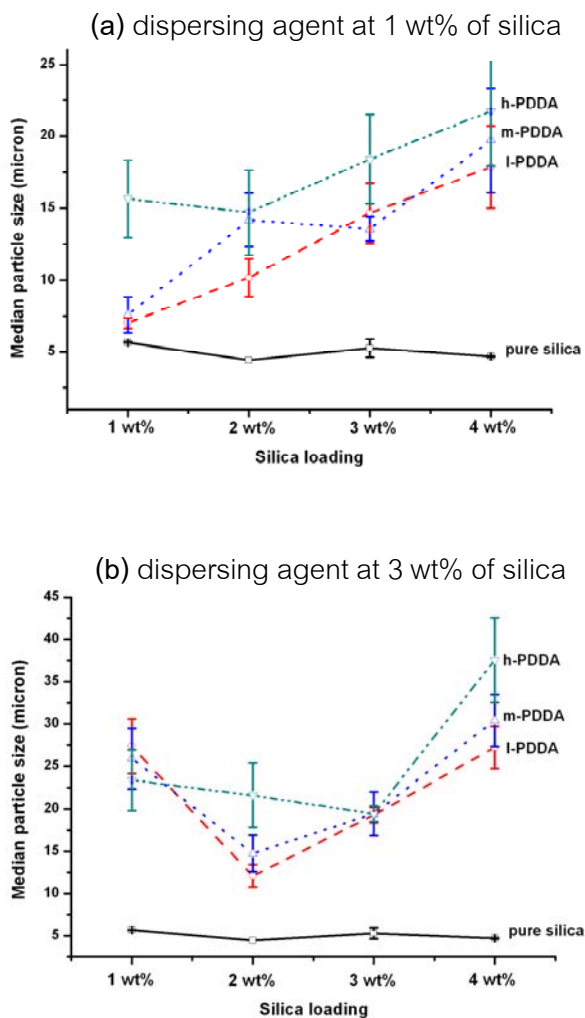 (a) dispersing agent at 1 wt% of silica
25
20
15
10
5
Median particle size (micron)
h-PDDA
m-PDDA
l-PDDA
pure silica
1 wt% 2 wt% 3 wt% 4 wt%
Silica loading
(b) dispersing agent at 3 wt% of silica
45
40
35
30
25
20
15
10
5
Median particle size (micron)
h-PDDA
m-PDDA
l-PDDA
pure silica
1 wt% 2 wt% 3 wt% 4 wt%
Silica loading